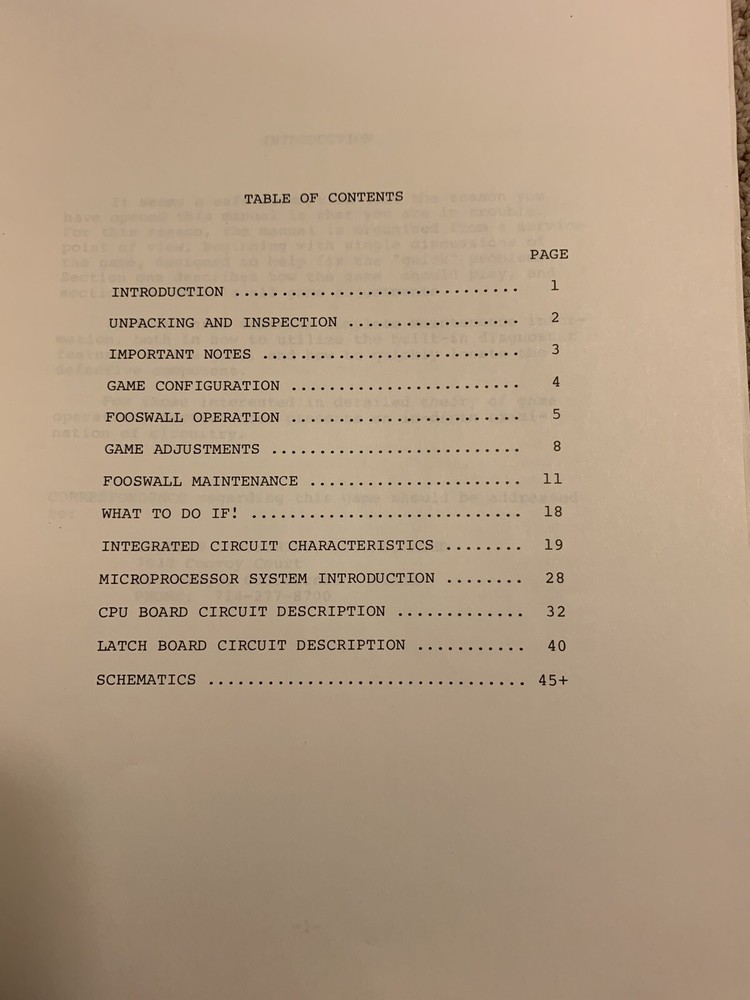 TABLE OF CONTENTS
PAGE
INTRODUCTION .............................. 1
UNPACKING AND INSPECTION .................. 2
IMPORTANT NOTES ........................... 3
GAME CONFIGURATION ........................ 4
FOOSWALL OPERATION ........................ 5
GAME ADJUSTMENTS .......................... 8
FOOSWALL MAINTENANCE ...................... 11
WHAT TO DO IF! ............................ 18
INTEGRATED CIRCUIT CHARACTERISTICS ........ 19
MICROPROCESSOR SYSTEM INTRODUCTION ........ 28
CPU BOARD CIRCUIT DESCRIPTION ............. 32
LATCH BOARD CIRCUIT DESCRIPTION ........... 40
SCHEMATICS ................................ 45+